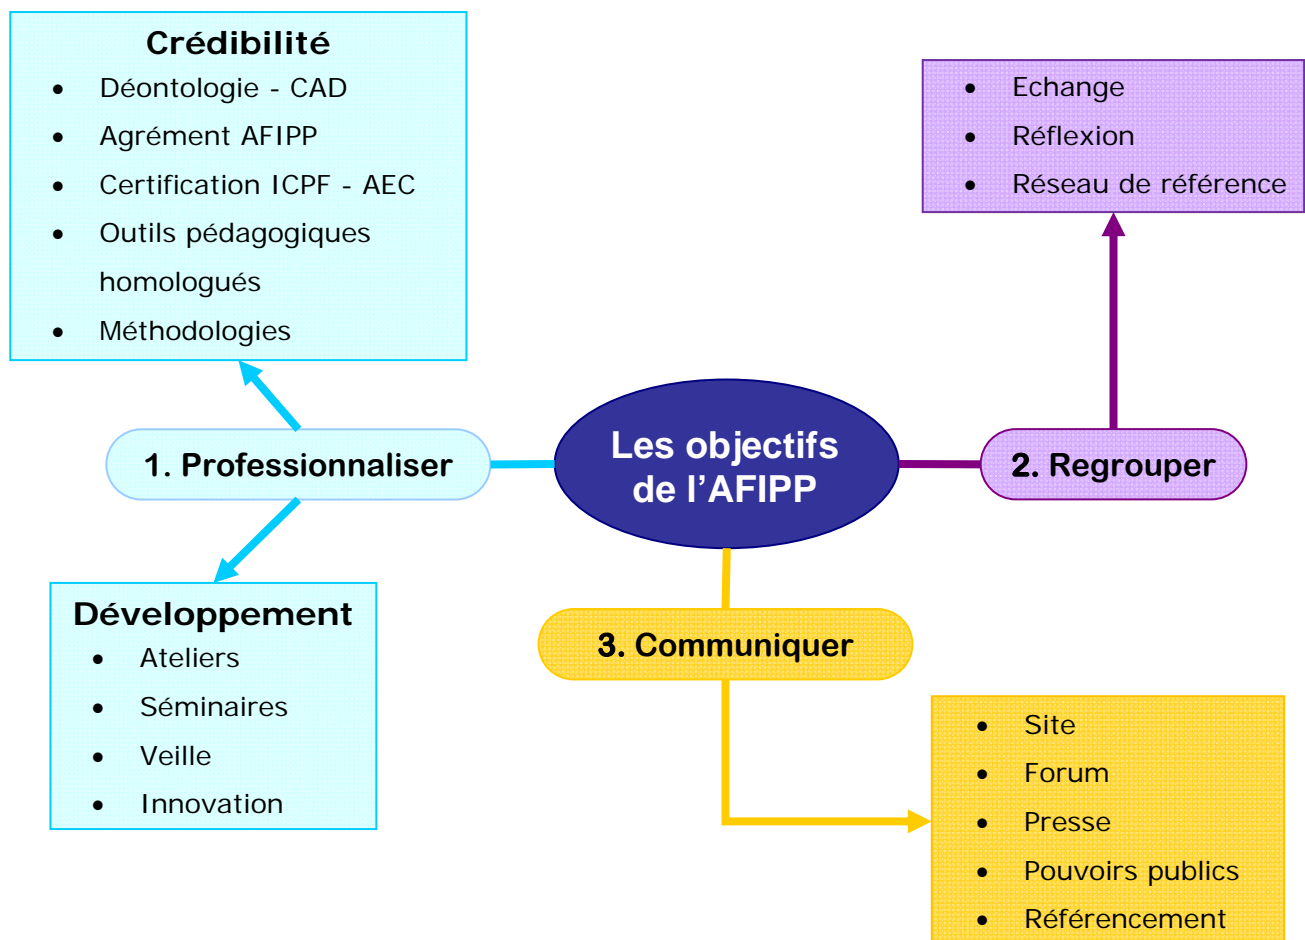 Crédibilité
• Déontologie - CAD
• Agrément AFIPP
• Certification ICPF - AEC
• Outils pédagogiques
homologués
• Méthodologies
• Echange
• Réflexion
• Réseau de référence
Les objectifs
de l’AFIPP
1. Professionnaliser
2. Regrouper
Développement
• Ateliers
• Séminaires
• Veille
• Innovation
3. Communiquer
• Site
• Forum
• Presse
• Pouvoirs publics
• Référencement